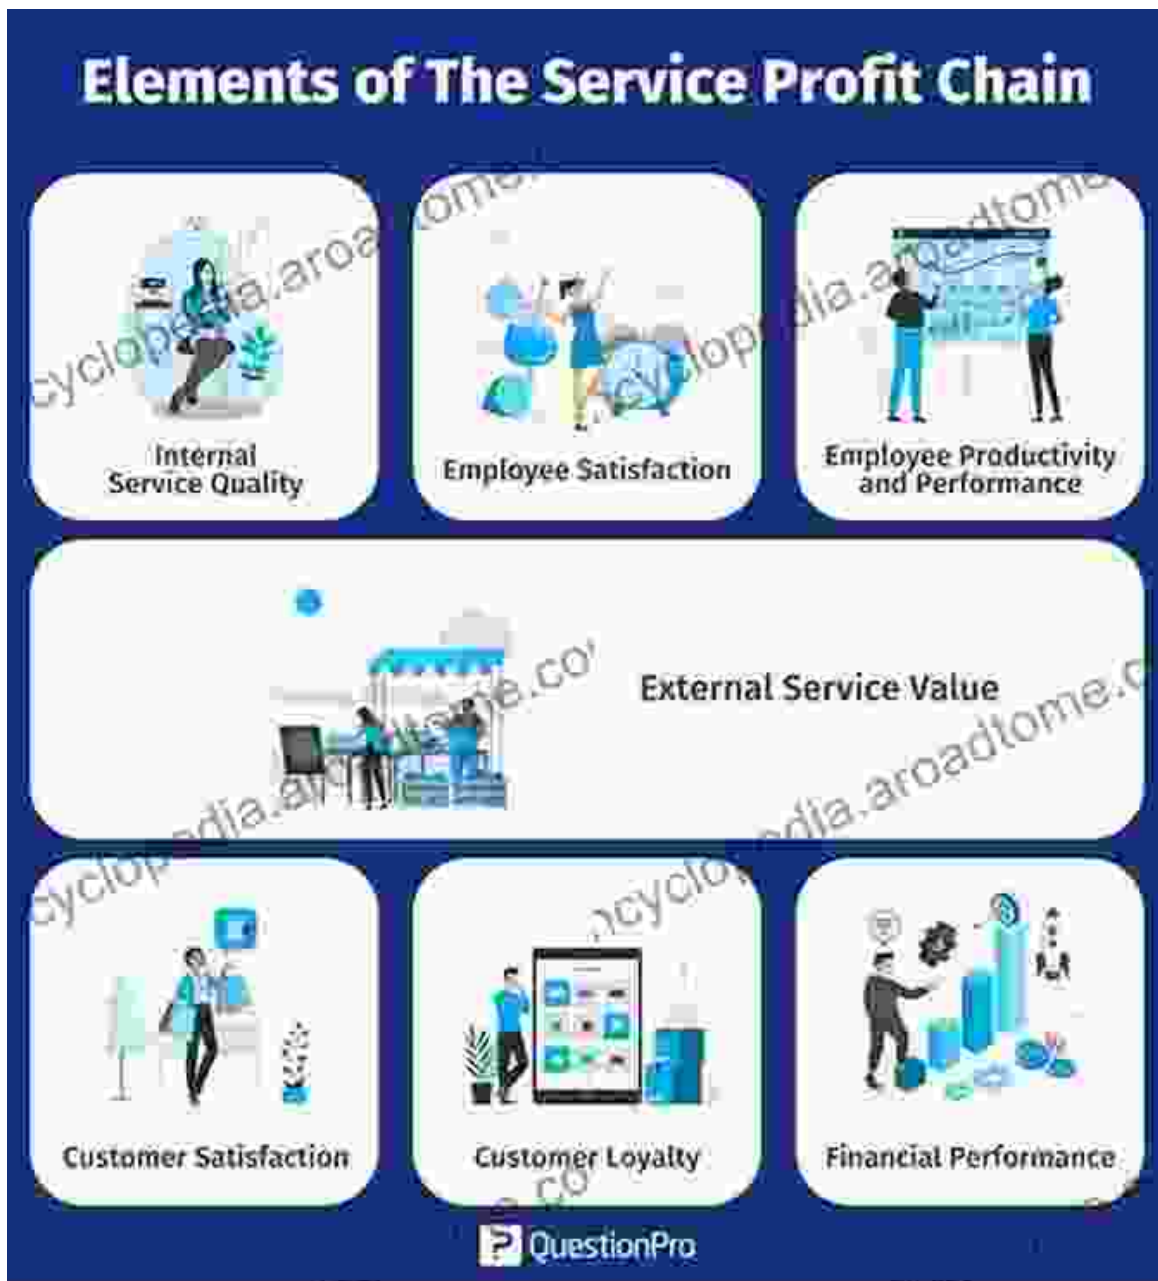 Elements of The Service Profit Chain
Internal
Service Quality
Employee Satisfaction
Employee Productivity
and Performance
External Service Value
Customer Satisfaction
Customer Loyalty
Financial Performance
QuestionPro